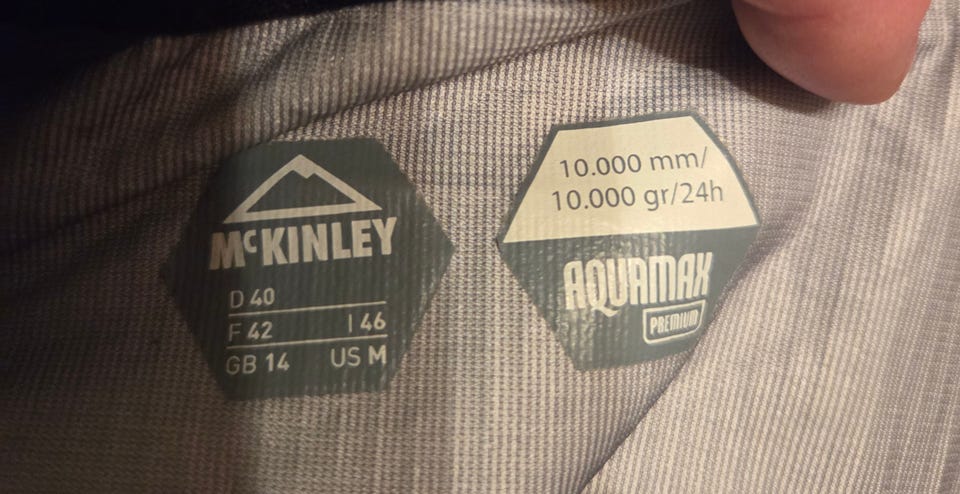 McKINLEY
D 40
F 42 I 46
GB 14 US M
10.000 mm/
10.000 gr/24h
AQUAMAX
PREMIUM